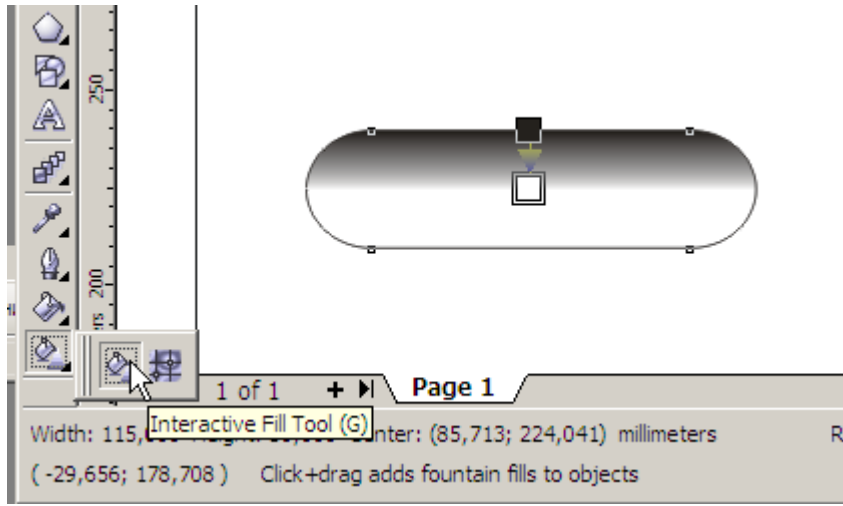 250
200
1 of 1
Page 1
Interactive Fill Tool (G)
Width: 115, enter: (85,713; 224,041) millimeters R
( -29,656; 178,708 ) Click+drag adds fountain fills to objects